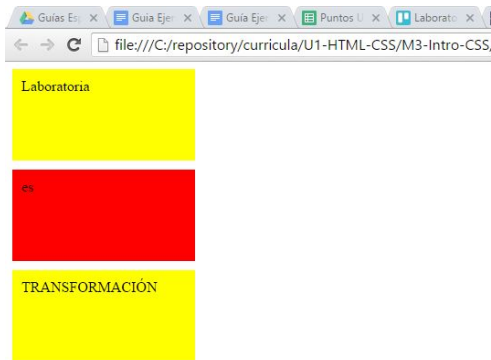 Guías Es
Guia Ejer
Guía Ejer
Puntos U
Laborato
file:///C:/repository/curricula/U1-HTML-CSS/M3-Intro-CSS/
Laboratoria
es
TRANSFORMACIÓN